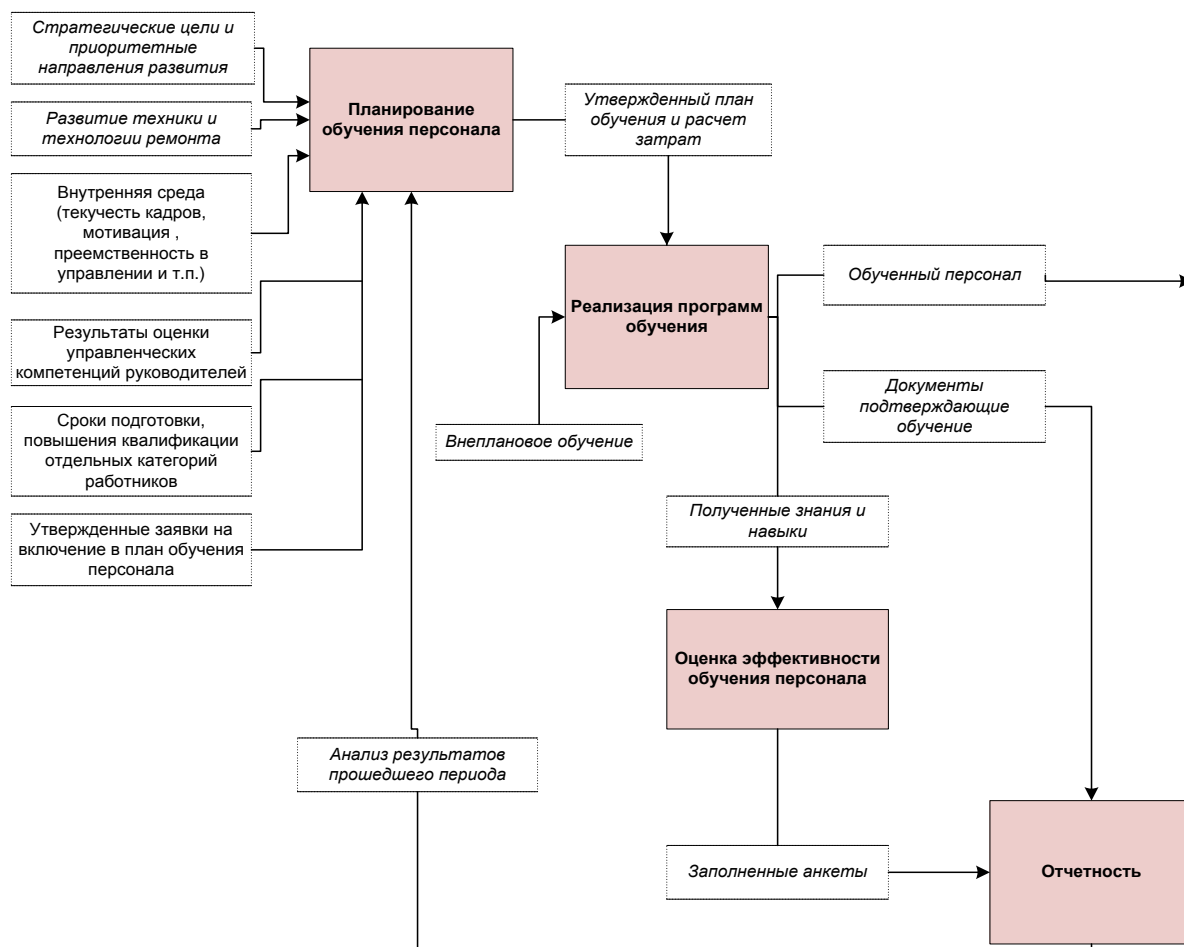 Стратегические цели и
приоритетные
направления развития
Развитие техники и
технологии ремонта
Внутренняя среда
(текучесть кадров,
мотивация ,
преемственность в
управлении и т.п.)
Результаты оценки
управленческих
компетенций руководителей
Сроки подготовки,
повышения квалификации
отдельных категорий
работников
Утвержденные заявки на
включение в план обучения
персонала
Планирование
обучения персонала
Утвержденный план
обучения и расчет
затрат
Реализация программ
обучения
Внеплановое обучение
Обученный персонал
Документы
подтверждающие
обучение
Полученные знания и
навыки
Оценка эффективности
обучения персонала
Анализ результатов
прошедшего периода
Заполненные анкеты
Отчетность